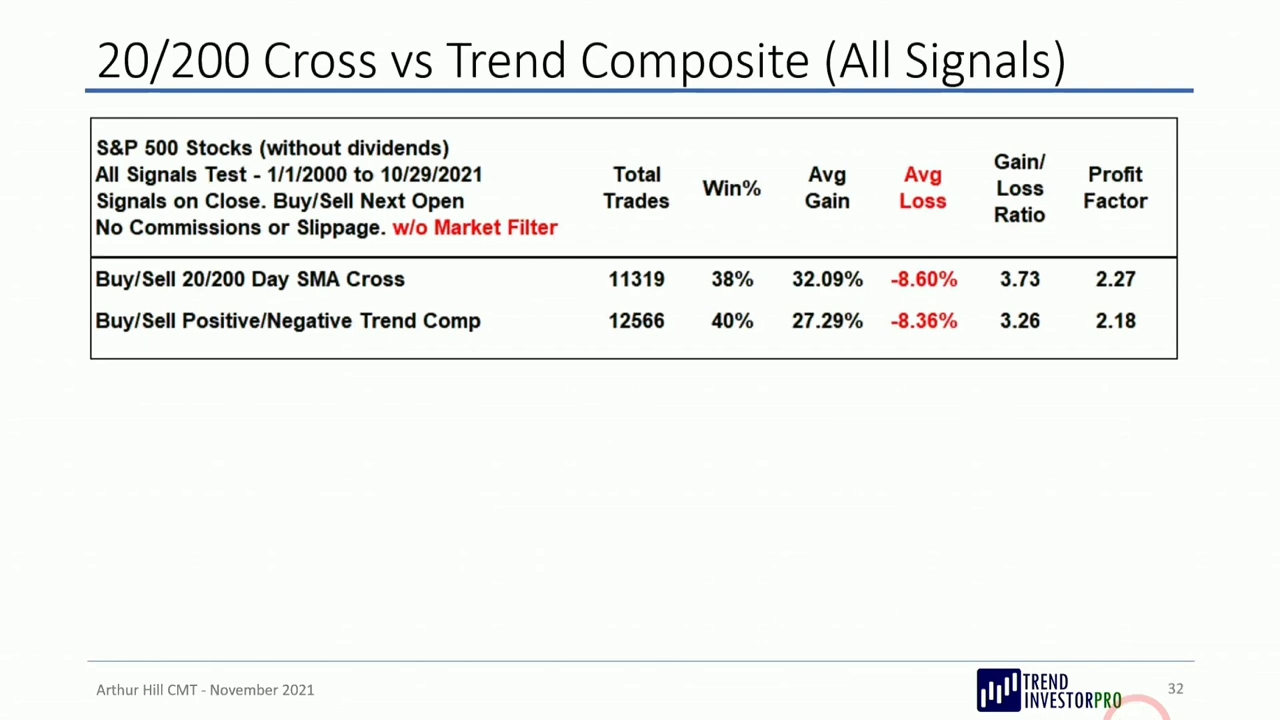 20/200 Cross vs Trend Composite (All Signals)
S&P 500 Stocks (without dividends)
All Signals Test - 1/1/2000 to 10/29/2021
Signals on Close. Buy/Sell Next Open
No Commissions or Slippage. w/o Market Filter
Total
Trades
Win%
Avg
Gain
Avg
Loss
Gain/
Loss
Ratio
Profit
Factor
Buy/Sell 20/200 Day SMA Cross 11319 38% 32.09% -8.60% 3.73 2.27
Buy/Sell Positive/Negative Trend Comp 12566 40% 27.29% -8.36% 3.26 2.18
Arthur Hill CMT - November 2021
TREND
INVESTORPRO
32